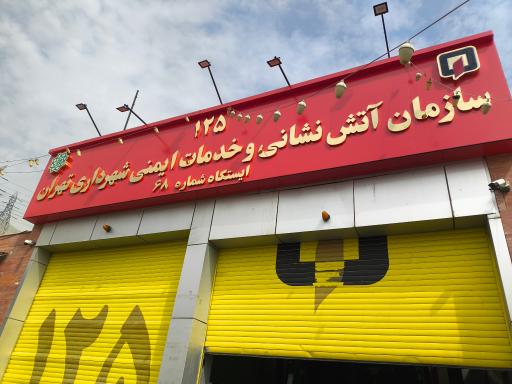 ۱۲۵
سازمان آتش نشانی و خدمات ایمنی شهرداری تهران
ایستگاه شماره ۶۸
۱۲۵